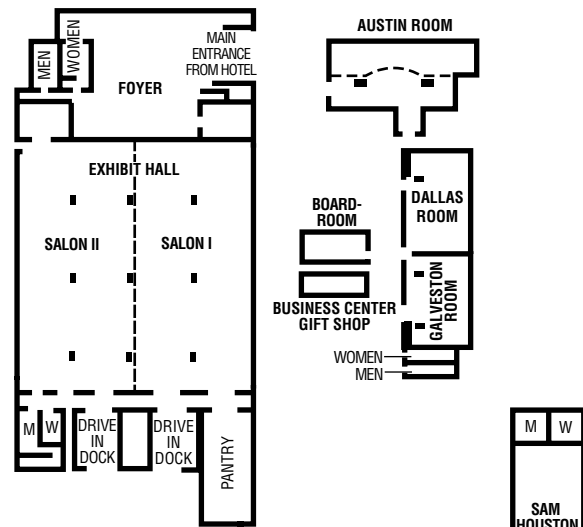 MEN
WOMEN
MAIN
ENTRANCE
FROM HOTEL
FOYER
AUSTIN ROOM
EXHIBIT HALL
SALON II
SALON I
BOARD-
ROOM
DALLAS
ROOM
BUSINESS CENTER
GIFT SHOP
GALVESTON
ROOM
WOMEN
MEN
M
W
DRIVE
IN
DOCK
DRIVE
IN
DOCK
PANTRY
M
W
SAM
HOUSTON